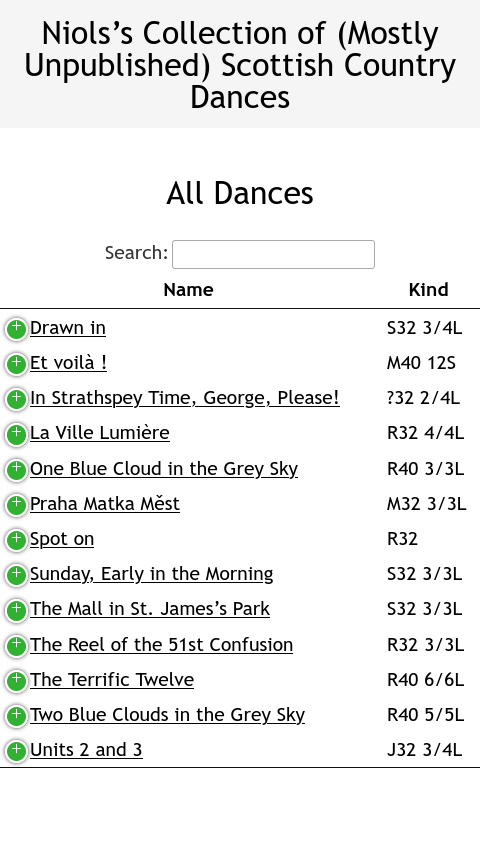 Niols’s Collection of (Mostly
Unpublished) Scottish Country
Dances
All Dances
Search:
Name Kind
Drawn in S32 3/4L
Et voilà ! M40 12S
In Strathspey Time, George, Please! ?32 2/4L
La Ville Lumière R32 4/4L
One Blue Cloud in the Grey Sky R40 3/3L
Praha Matka Měst M32 3/3L
Spot on R32
Sunday, Early in the Morning S32 3/3L
The Mall in St. James’s Park S32 3/3L
The Reel of the 51st Confusion R32 3/3L
The Terrific Twelve R40 6/6L
Two Blue Clouds in the Grey Sky R40 5/5L
Units 2 and 3 J32 3/4L